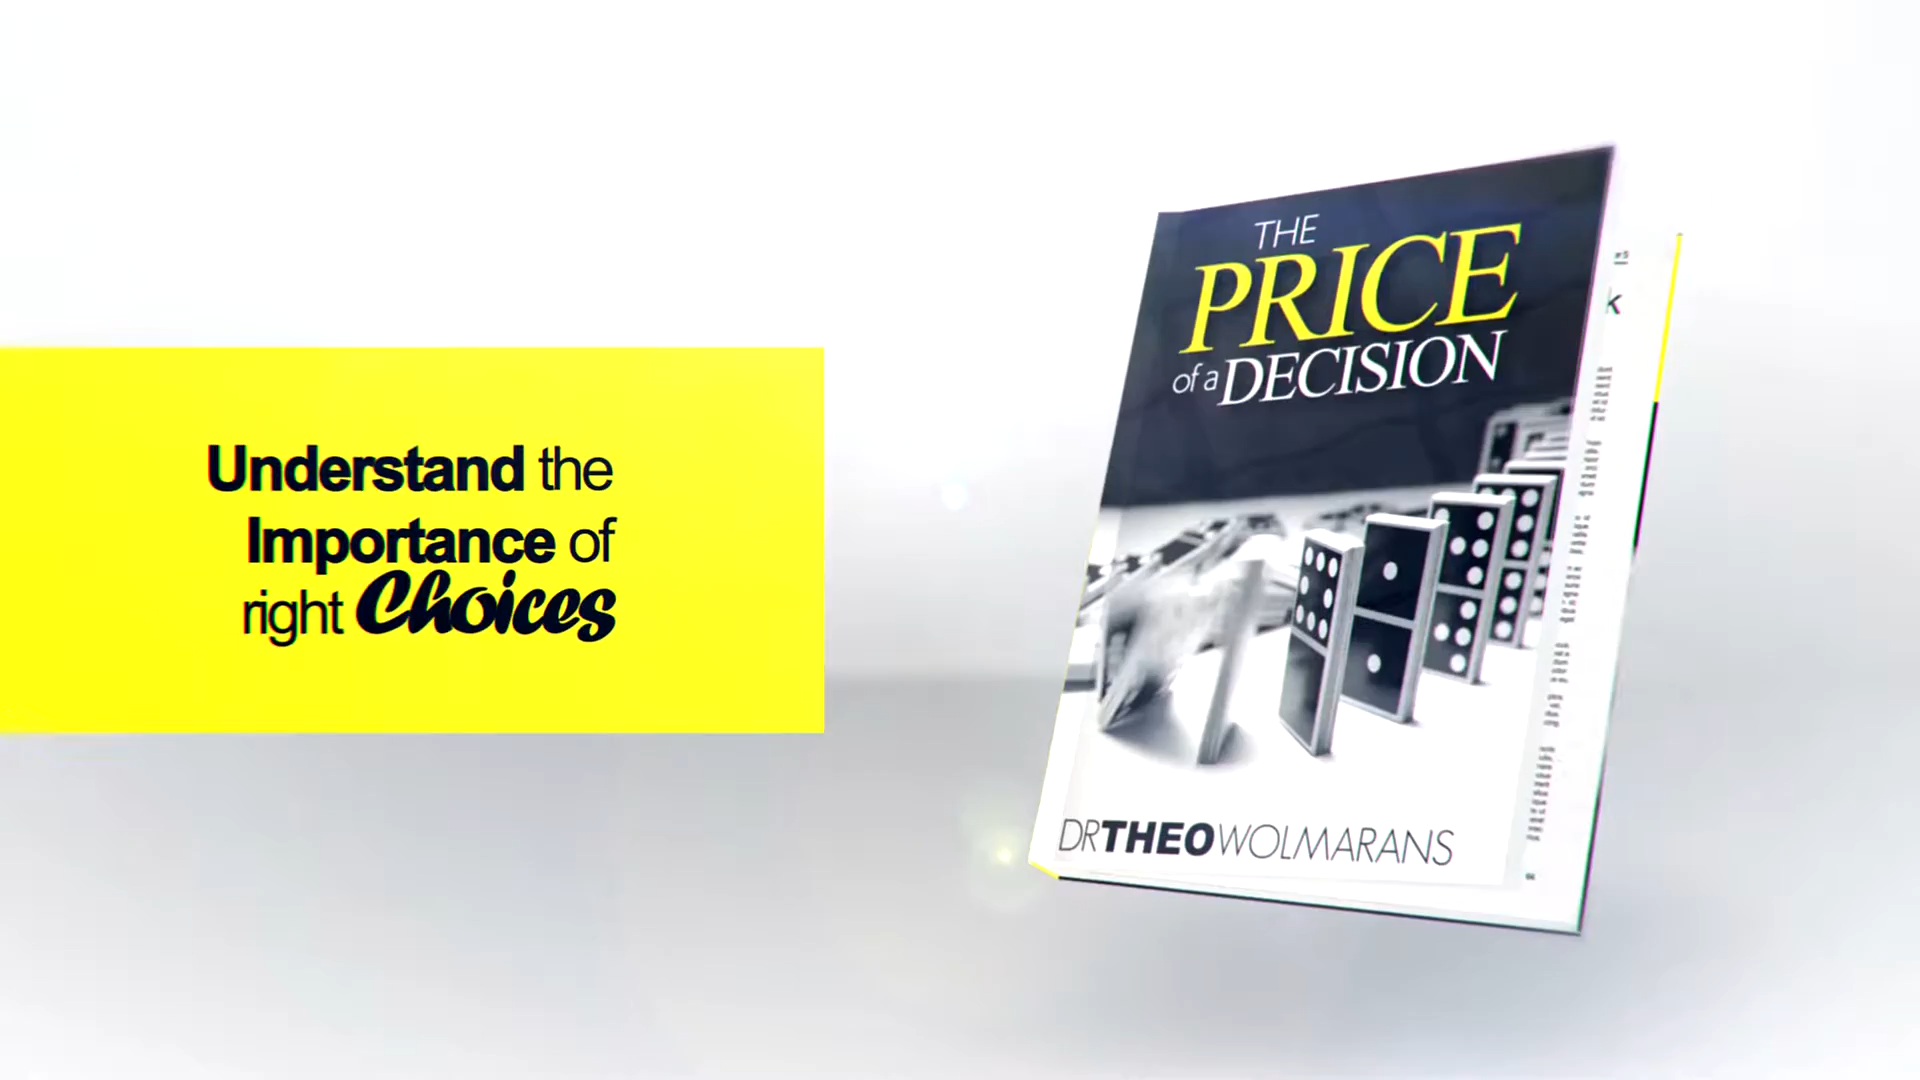 Understand the
Importance of
right Choices
THE
PRICE
of a DECISION
DRTHEOWOLMARANS